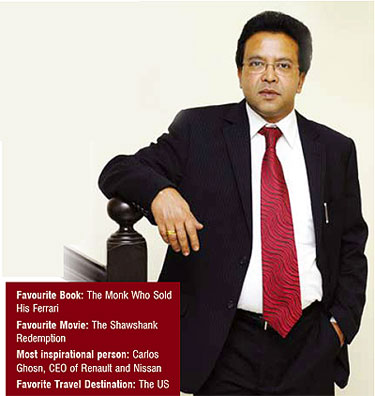 Favourite Book: The Monk Who Sold
His Ferrari
Favourite Movie: The Shawshank
Redemption
Most inspirational person: Carlos
Ghosn, CEO of Renault and Nissan
Favorite Travel Destination: The US